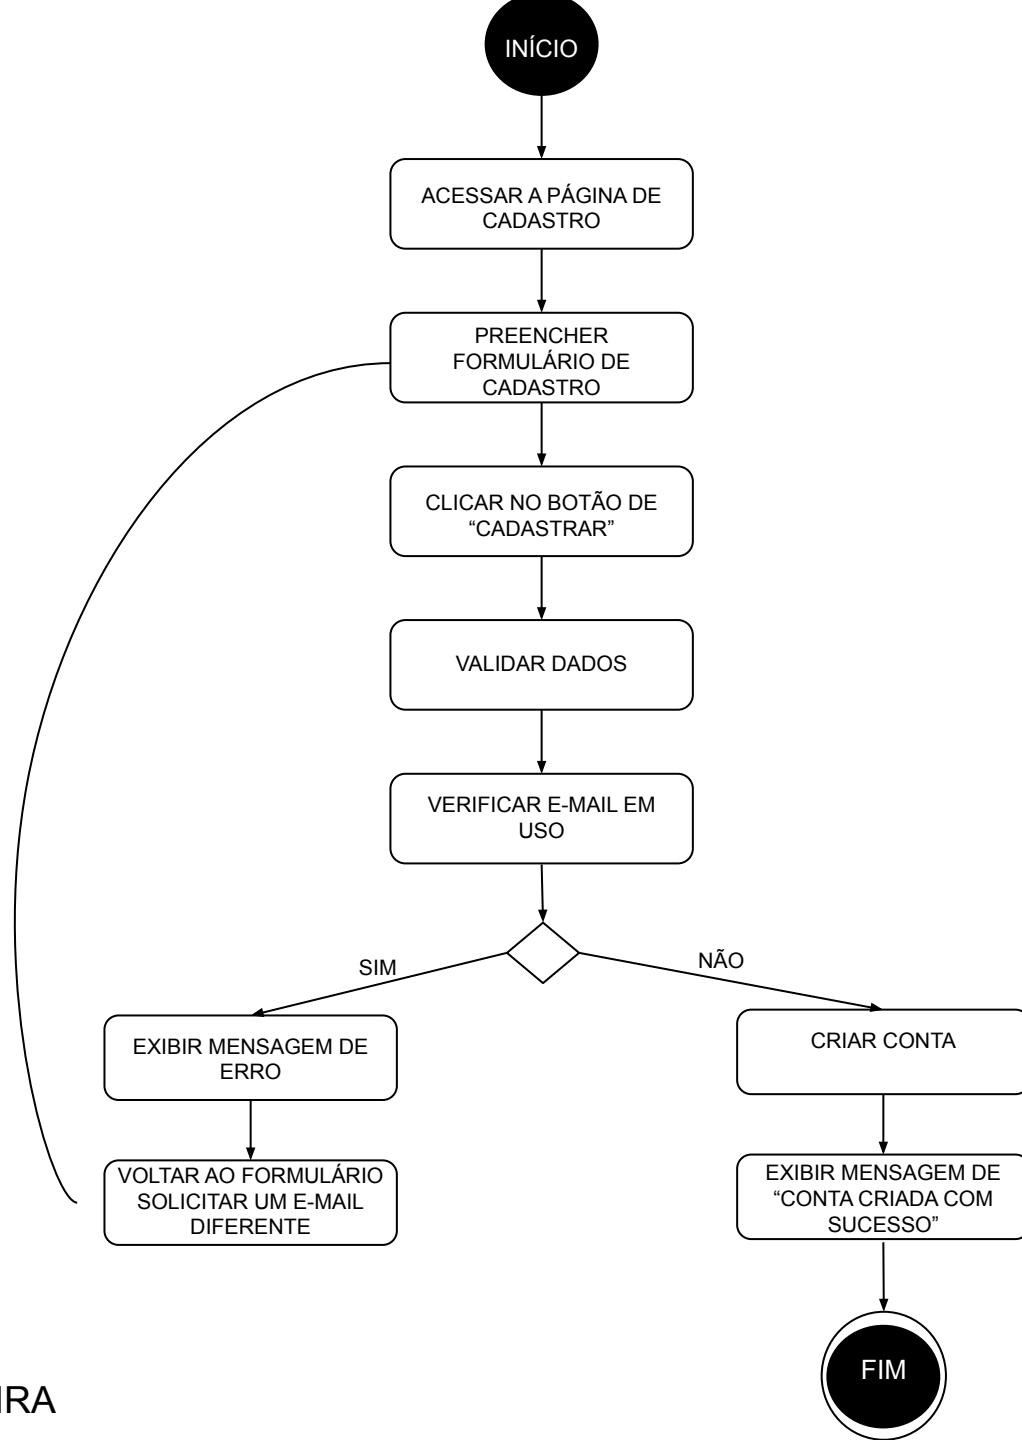 INÍCIO
ACESSAR A PÁGINA DE
CADASTRO
PREENCHER
FORMULÁRIO DE
CADASTRO
CLICAR NO BOTÃO DE
“CADASTRAR”
VALIDAR DADOS
VERIFICAR E-MAIL EM
USO
SIM
NÃO
EXIBIR MENSAGEM DE
ERRO
VOLTAR AO FORMULÁRIO
SOLICITAR UM E-MAIL
DIFERENTE
CRIAR CONTA
EXIBIR MENSAGEM DE
“CONTA CRIADA COM
SUCESSO”
FIM